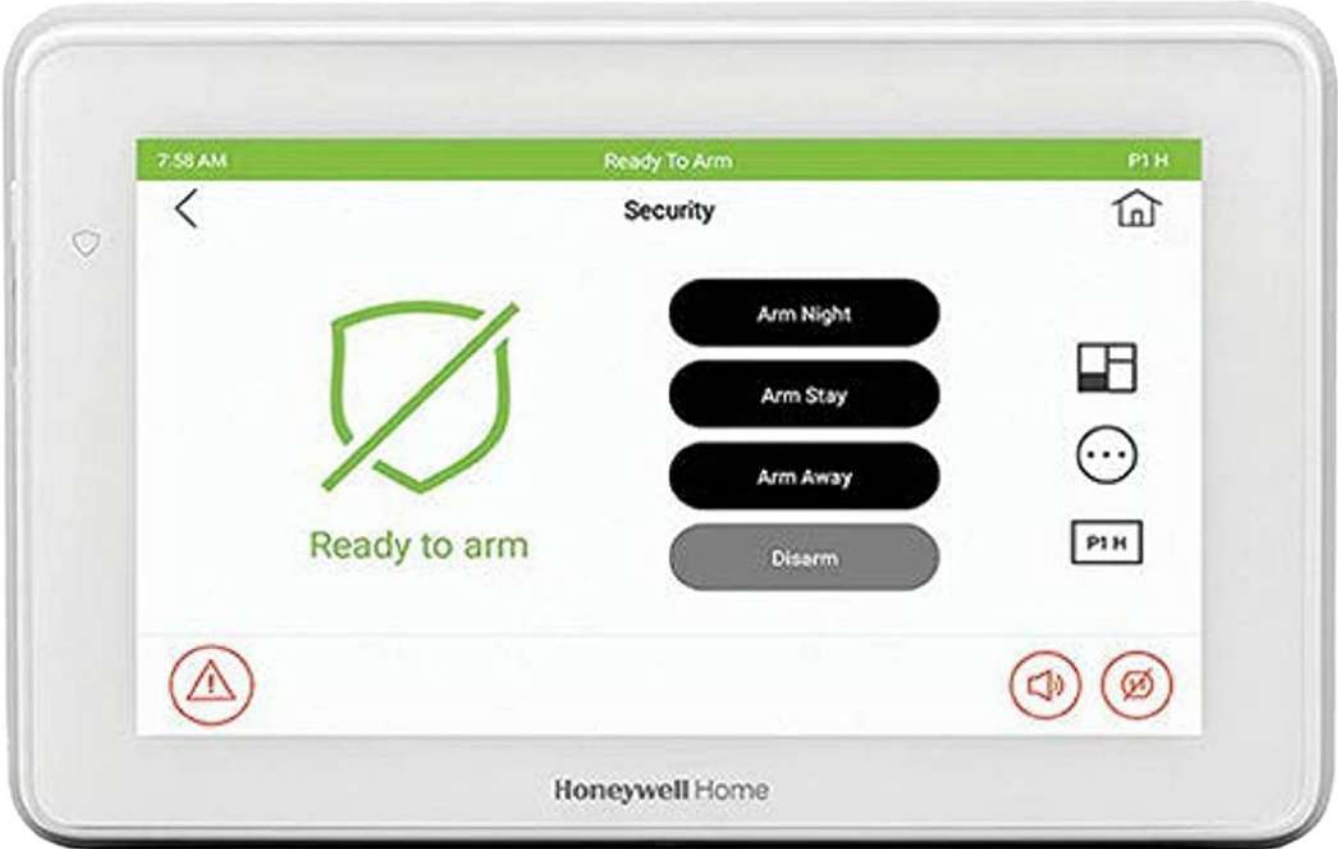 7:58 AM Ready To Arm P1 H
Security
Arm Night
Arm Stay
Arm Away
P1 H
Ready to arm
Disarm
Honeywell Home